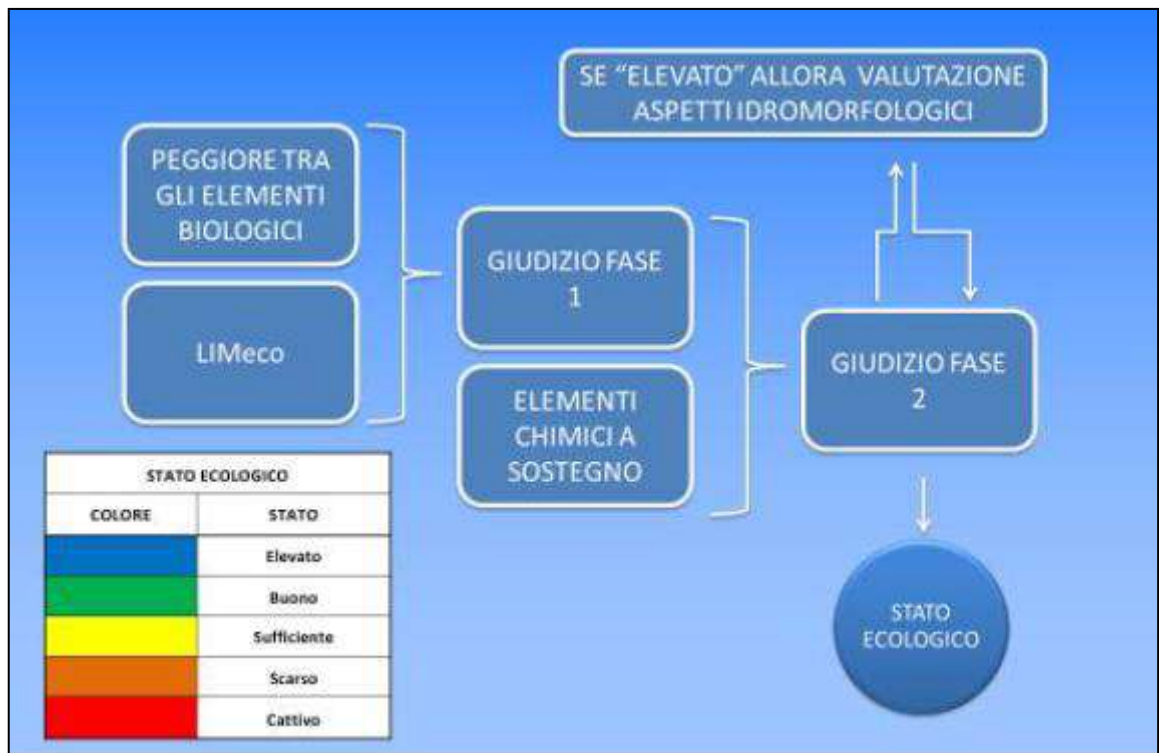 SE “ELEVATO” ALLORA VALUTAZIONE
ASPETTI IDROMORFOLOGICI
PEGGIORE TRA
GLI ELEMENTI
BIOLOGICI
LIMeco
GIUDIZIO FASE
1
ELEMENTI
CHIMICI A
SOSTEGNO
GIUDIZIO FASE
2
STATO
ECOLOGICO
STATO ECOLOGICO
COLORE STATO
Elevato
Buono
Sufficiente
Scarso
Cattivo